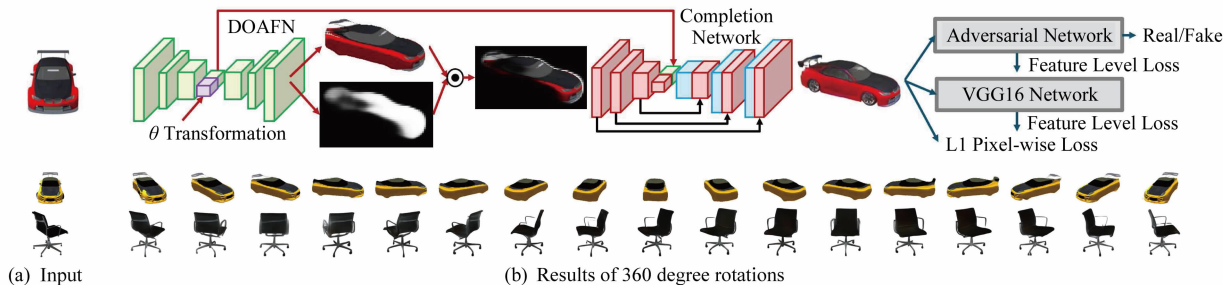 DOAFN
Completion
Network
Adversarial Network
Real/Fake
Feature Level Loss
VGG16 Network
Feature Level Loss
L1 Pixel-wise Loss
θ Transformation
(a) Input
(b) Results of 360 degree rotations